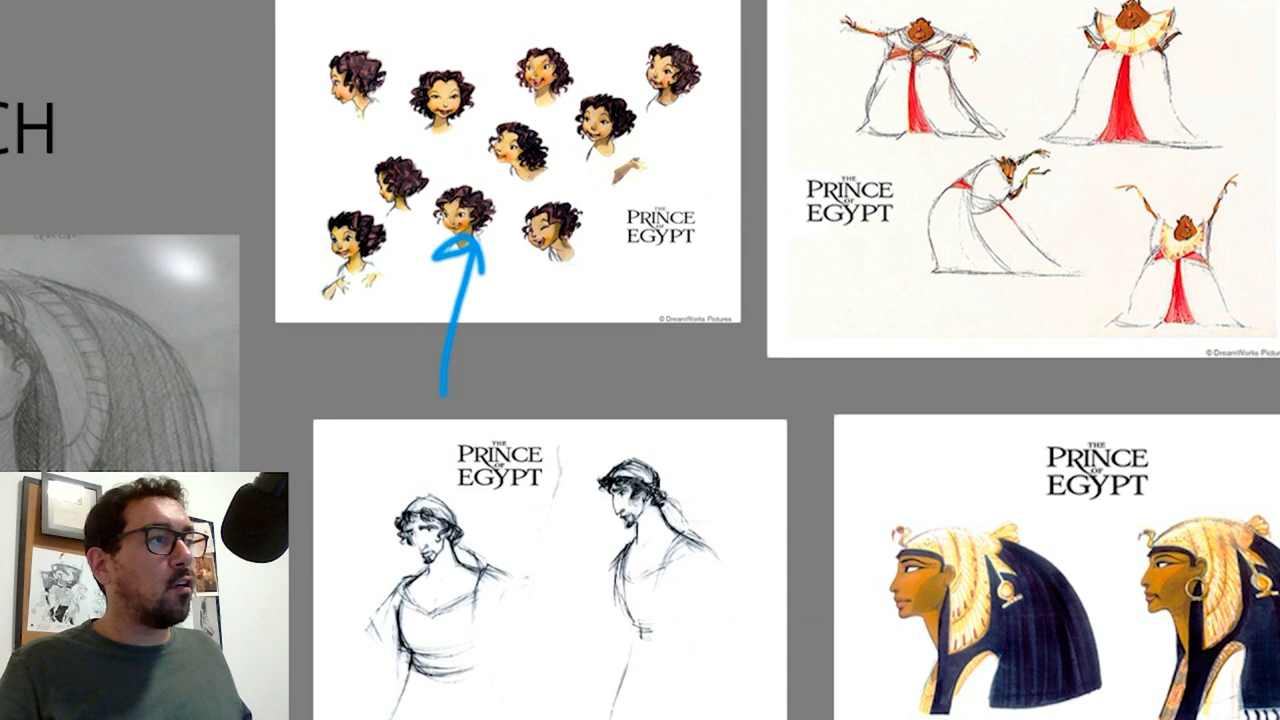 CH
THE
PRINCE
OF
EGYPT
© DreamWorks Pictures
THE
PRINCE
OF
EGYPT
THE
PRINCE
OF
EGYPT
THE
PRINCE
OF
EGYPT